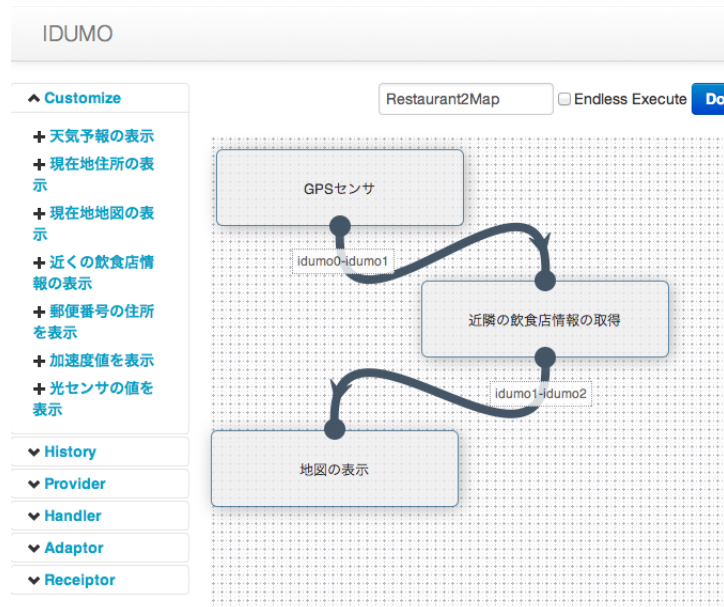 IDUMO
Customize
Restaurant2Map
Endless Execute
Do
天気予報の表示
現在地住所の表
示
現在地地図の表
示
近くの飲食店情
報の表示
郵便番号の住所
を表示
加速度値を表示
光センサの値を
表示
History
Provider
Handler
Adaptor
Receiptor
GPSセンサ
idumo0-idumo1
近隣の飲食店情報の取得
idumo1-idumo2
地図の表示